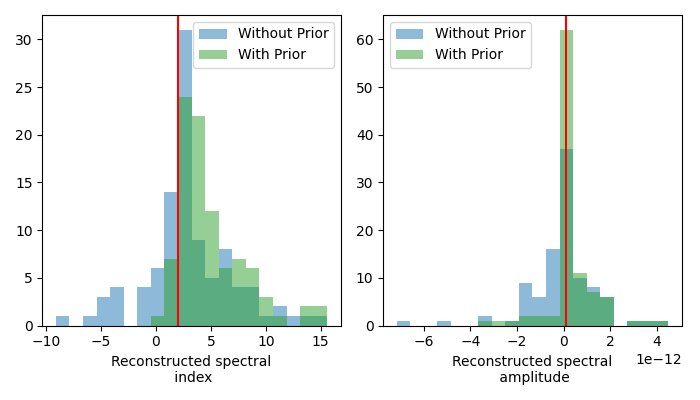 Without Prior
With Prior
30
25
20
15
10
5
0
−10
−5
0
5
10
15
Reconstructed spectral
index
Without Prior
With Prior
60
50
40
30
20
10
0
−6
−4
−2
0
2
4
1e−12
Reconstructed spectral
amplitude